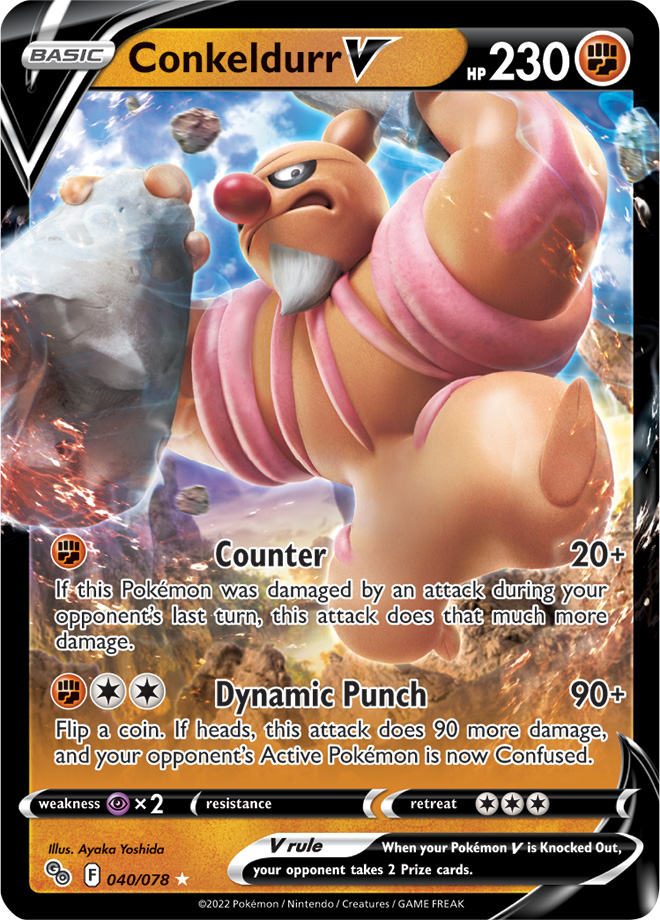 BASIC
Conkeldurr V
HP 230
Counter 20+
If this Pokémon was damaged by an attack during your
opponent's last turn, this attack does that much more
damage.
Dynamic Punch 90+
Flip a coin. If heads, this attack does 90 more damage,
and your opponent's Active Pokémon is now Confused.
weakness ×2 resistance retreat
Illus. Ayaka Yoshida
V rule When your Pokémon V is Knocked Out,
your opponent takes 2 Prize cards.
GO F 040/078 ★
©2022 Pokémon / Nintendo / Creatures / GAME FREAK